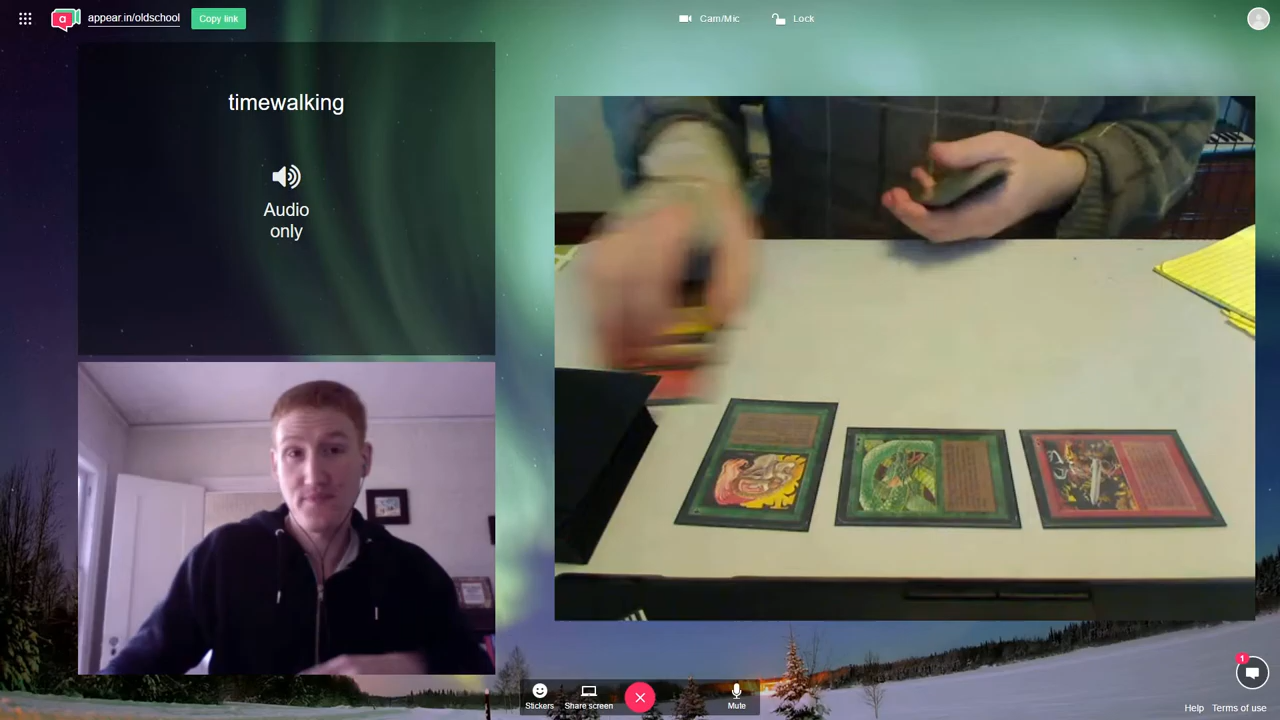 appear.in/oldschool
Copy link
Cam/Mic
Lock
timewalking
Audio
only
1
Stickers
Share screen
Mute
Help
Terms of use